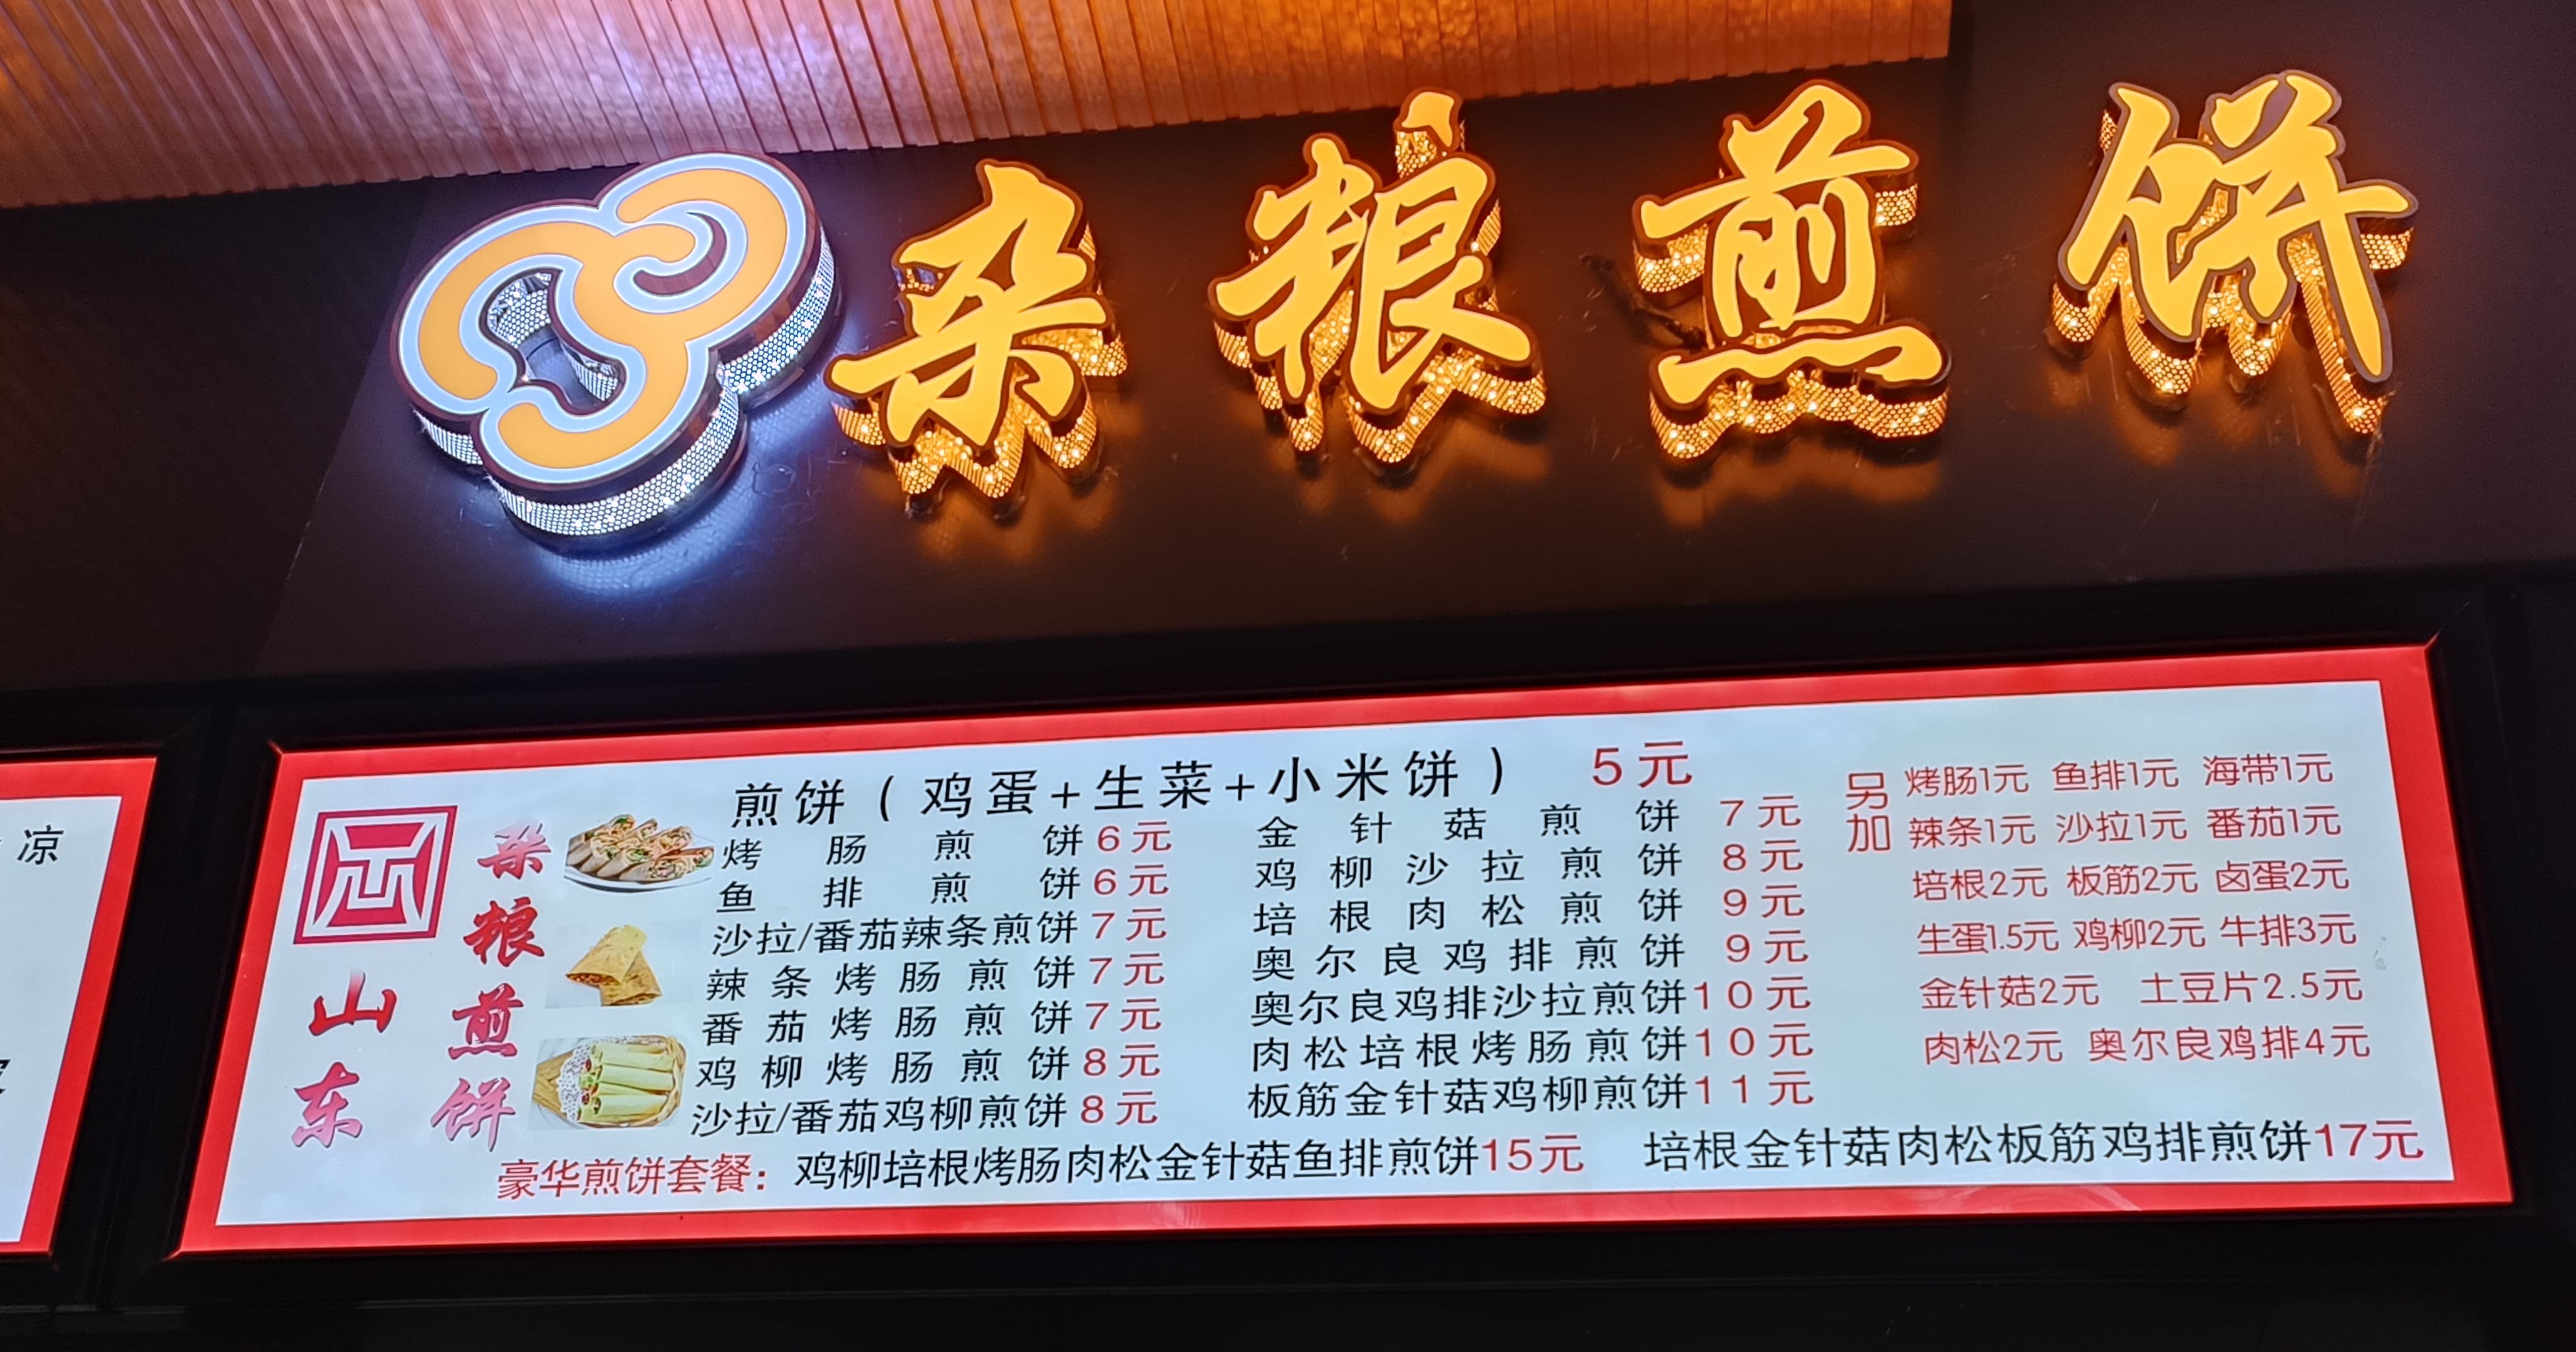 杂粮煎饼
凉
山东
杂粮煎饼
煎饼(鸡蛋+生菜+小米饼) 5元
烤肠煎饼6元
鱼排煎饼6元
沙拉/番茄辣条煎饼7元
辣条烤肠煎饼7元
番茄烤肠煎饼7元
鸡柳烤肠煎饼8元
沙拉/番茄鸡柳煎饼8元
金针菇煎饼 7元
鸡柳沙拉煎饼 8元
培根肉松煎饼 9元
奥尔良鸡排煎饼 9元
奥尔良鸡排沙拉煎饼10元
肉松培根烤肠煎饼10元
板筋金针菇鸡柳煎饼11元
另加
烤肠1元 鱼排1元 海带1元
辣条1元 沙拉1元 番茄1元
培根2元 板筋2元 卤蛋2元
生蛋1.5元 鸡柳2元 牛排3元
金针菇2元 土豆片2.5元
肉松2元 奥尔良鸡排4元
豪华煎饼套餐：鸡柳培根烤肠肉松金针菇鱼排煎饼15元 培根金针菇肉松板筋鸡排煎饼17元